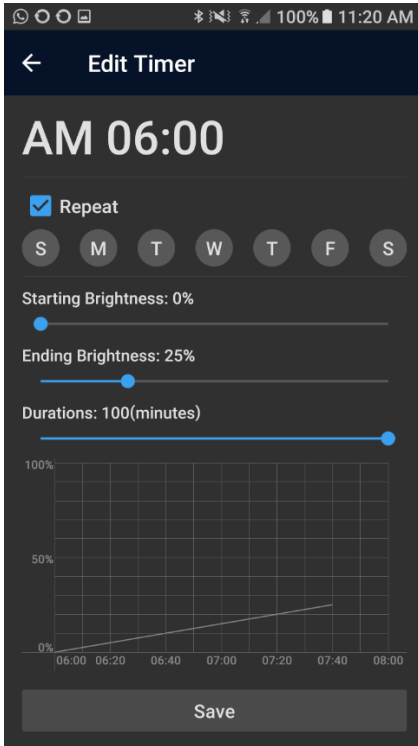 100% 11:20 AM
Edit Timer
AM 06:00
Repeat
S M T W T F S
Starting Brightness: 0%
Ending Brightness: 25%
Durations: 100(minutes)
100%
50%
0%
06:00 06:20 06:40 07:00 07:20 07:40 08:00
Save